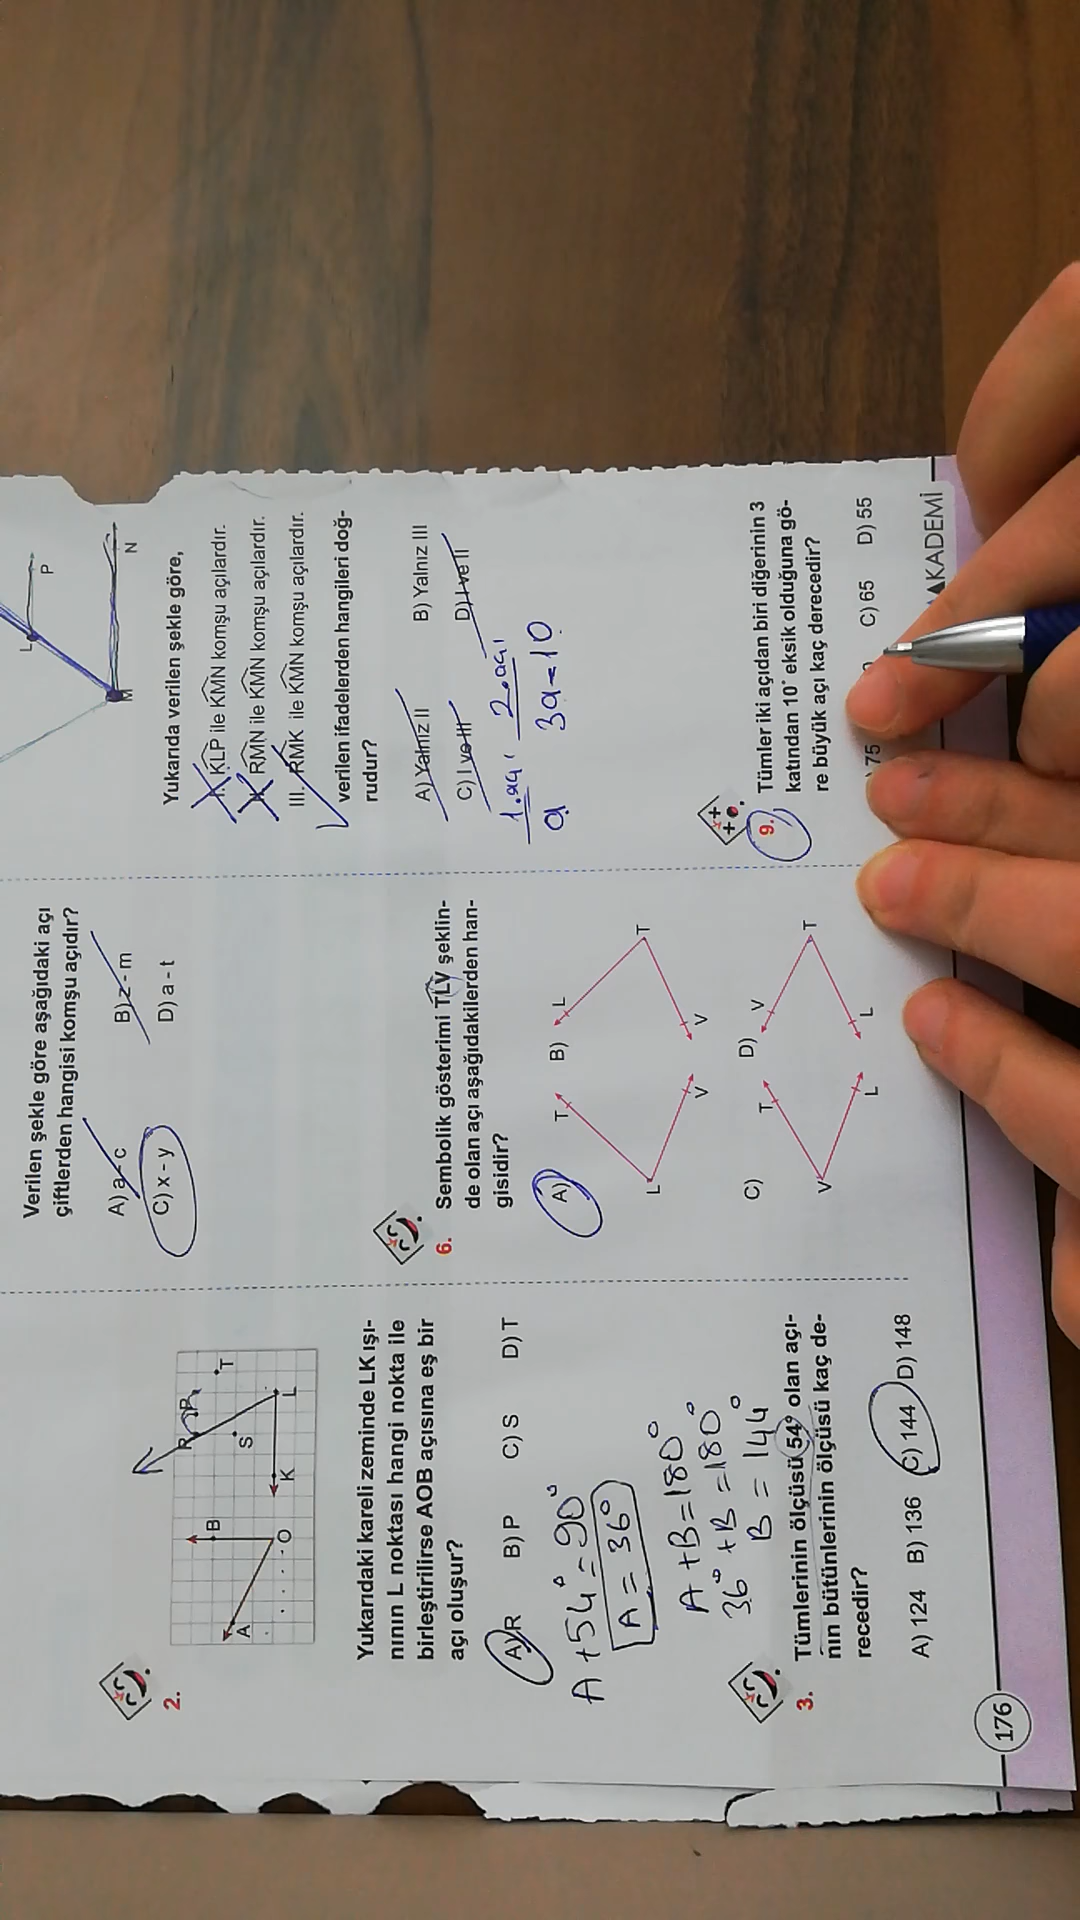 2.
A
B
O
K
L
S
R
R
T
Yukarıdaki kareli zeminde LK ışı-
nının L noktası hangi nokta ile
birleştirilirse AOB açısına eş bir
açı oluşur?
A) R B) P C) S D) T
A + 54° = 90°
A = 36°
A + B = 180°
36° + B = 180°
B = 144°
3. Tümlerinin ölçüsü 54° olan açı-
nın bütünlerinin ölçüsü kaç de-
recedir?
A) 124 B) 136 C) 144 D) 148
176
Verilen şekle göre aşağıdaki açı
çiftlerden hangisi komşu açıdır?
A) a - c B) z - m
C) x - y D) a - t
6. Sembolik gösterimi TLV şeklin-
de olan açı aşağıdakilerden han-
gisidir?
A) T L V
B) L T V
C) T V L
D) V T L
L
P
M
N
Yukarıda verilen şekle göre,
KLP ile KMN komşu açılardır.
RMN ile KMN komşu açılardır.
III. RMK ile KMN komşu açılardır.
verilen ifadelerden hangileri doğ-
rudur?
A) Yalnız II B) Yalnız III
C) I ve III D) I ve II
1. açı 2. açı
a 3a - 10
9. Tümler iki açıdan biri diğerinin 3
katından 10° eksik olduğuna gö-
re büyük açı kaç derecedir?
75 C) 65 D) 55
AKADEMİ